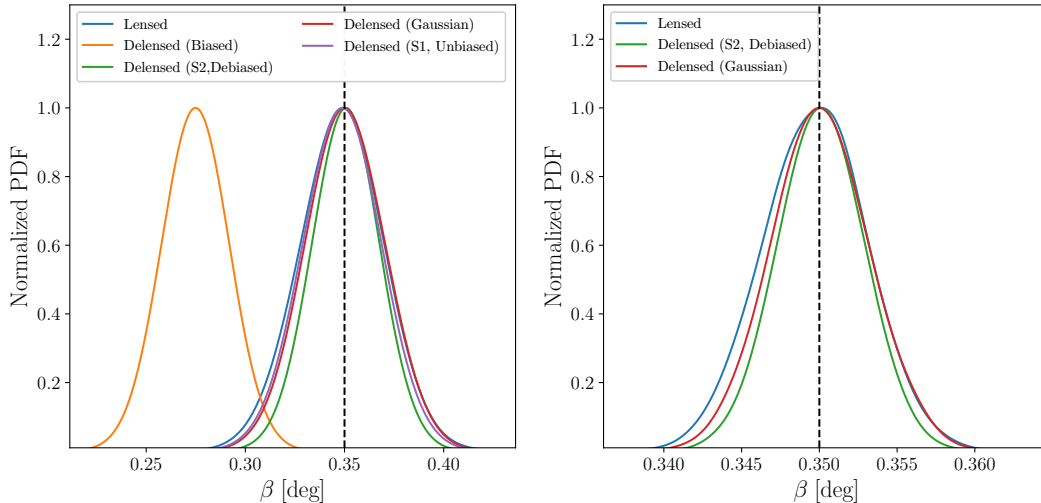 Lensed
Delensed (Biased)
Delensed (S2,Debiased)
Delensed (Gaussian)
Delensed (S1, Unbiased)
1.2
1.0
0.8
0.6
0.4
0.2
Normalized PDF
0.25
0.30
0.35
0.40
β [deg]
Lensed
Delensed (S2, Debiased)
Delensed (Gaussian)
1.2
1.0
0.8
0.6
0.4
0.2
Normalized PDF
0.340
0.345
0.350
0.355
0.360
β [deg]